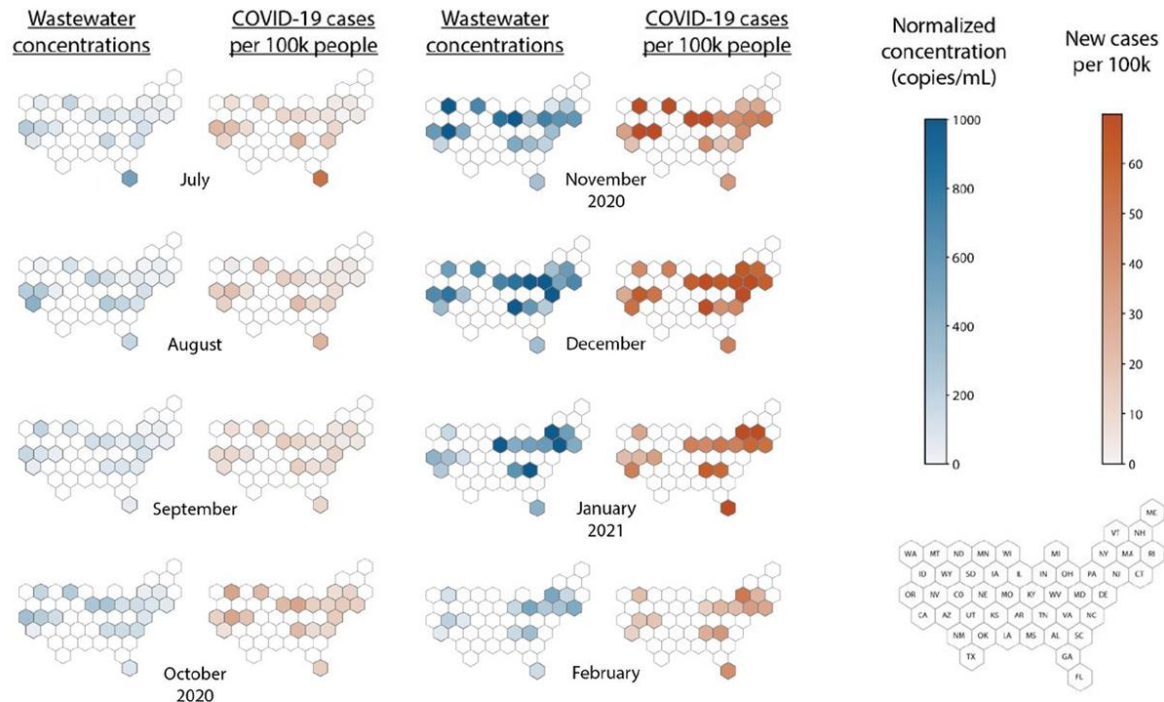 Wastewater
concentrations
COVID-19 cases
per 100k people
Wastewater
concentrations
COVID-19 cases
per 100k people
July
August
September
October
2020
November
2020
December
January
2021
February
Normalized
concentration
(copies/mL)
New cases
per 100k
1000
800
600
400
200
0
60
50
40
30
20
10
0
ME
VT NH
WA MT ND MN WI MI NY MA RI
ID WY SD IA IL IN OH PA NJ CT
OR NV CO NE MO KY WV MD DE
CA AZ UT KS AR TN VA NC
NM OK LA MS AL SC
TX GA
FL